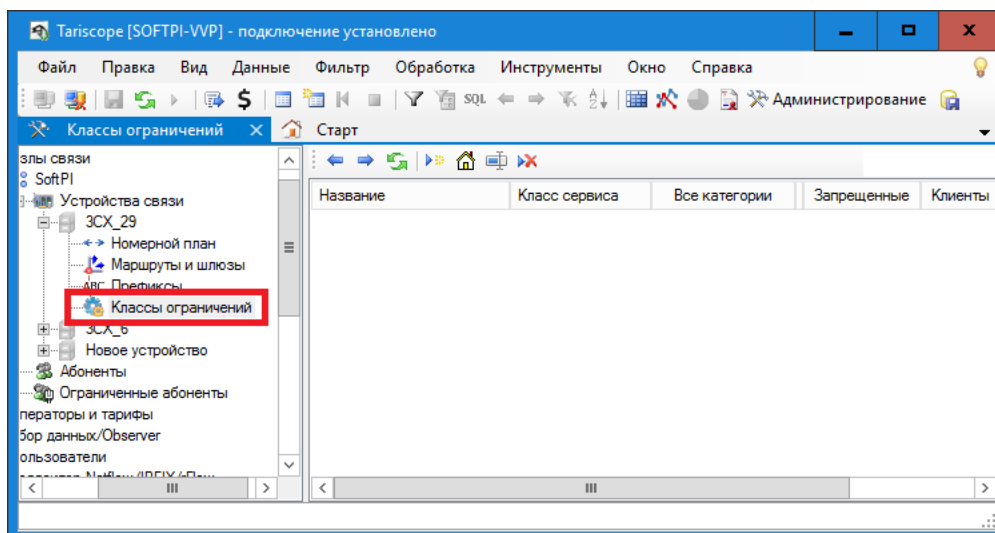 Tariscope [SOFTPI-VVP] - подключение установлено
Файл Правка Вид Данные Фильтр Обработка Инструменты Окно Справка
SQL Администрирование
Классы ограничений Старт
злы связи
SoftPI
Устройства связи
3CX_29
Номерной план
Маршруты и шлюзы
ABC Префиксы
Классы ограничений
3CX_6
Новое устройство
Абоненты
Ограниченные абоненты
ператоры и тарифы
бор данных/Observer
ользователи
Название Класс сервиса Все категории Запрещенные Клиенты